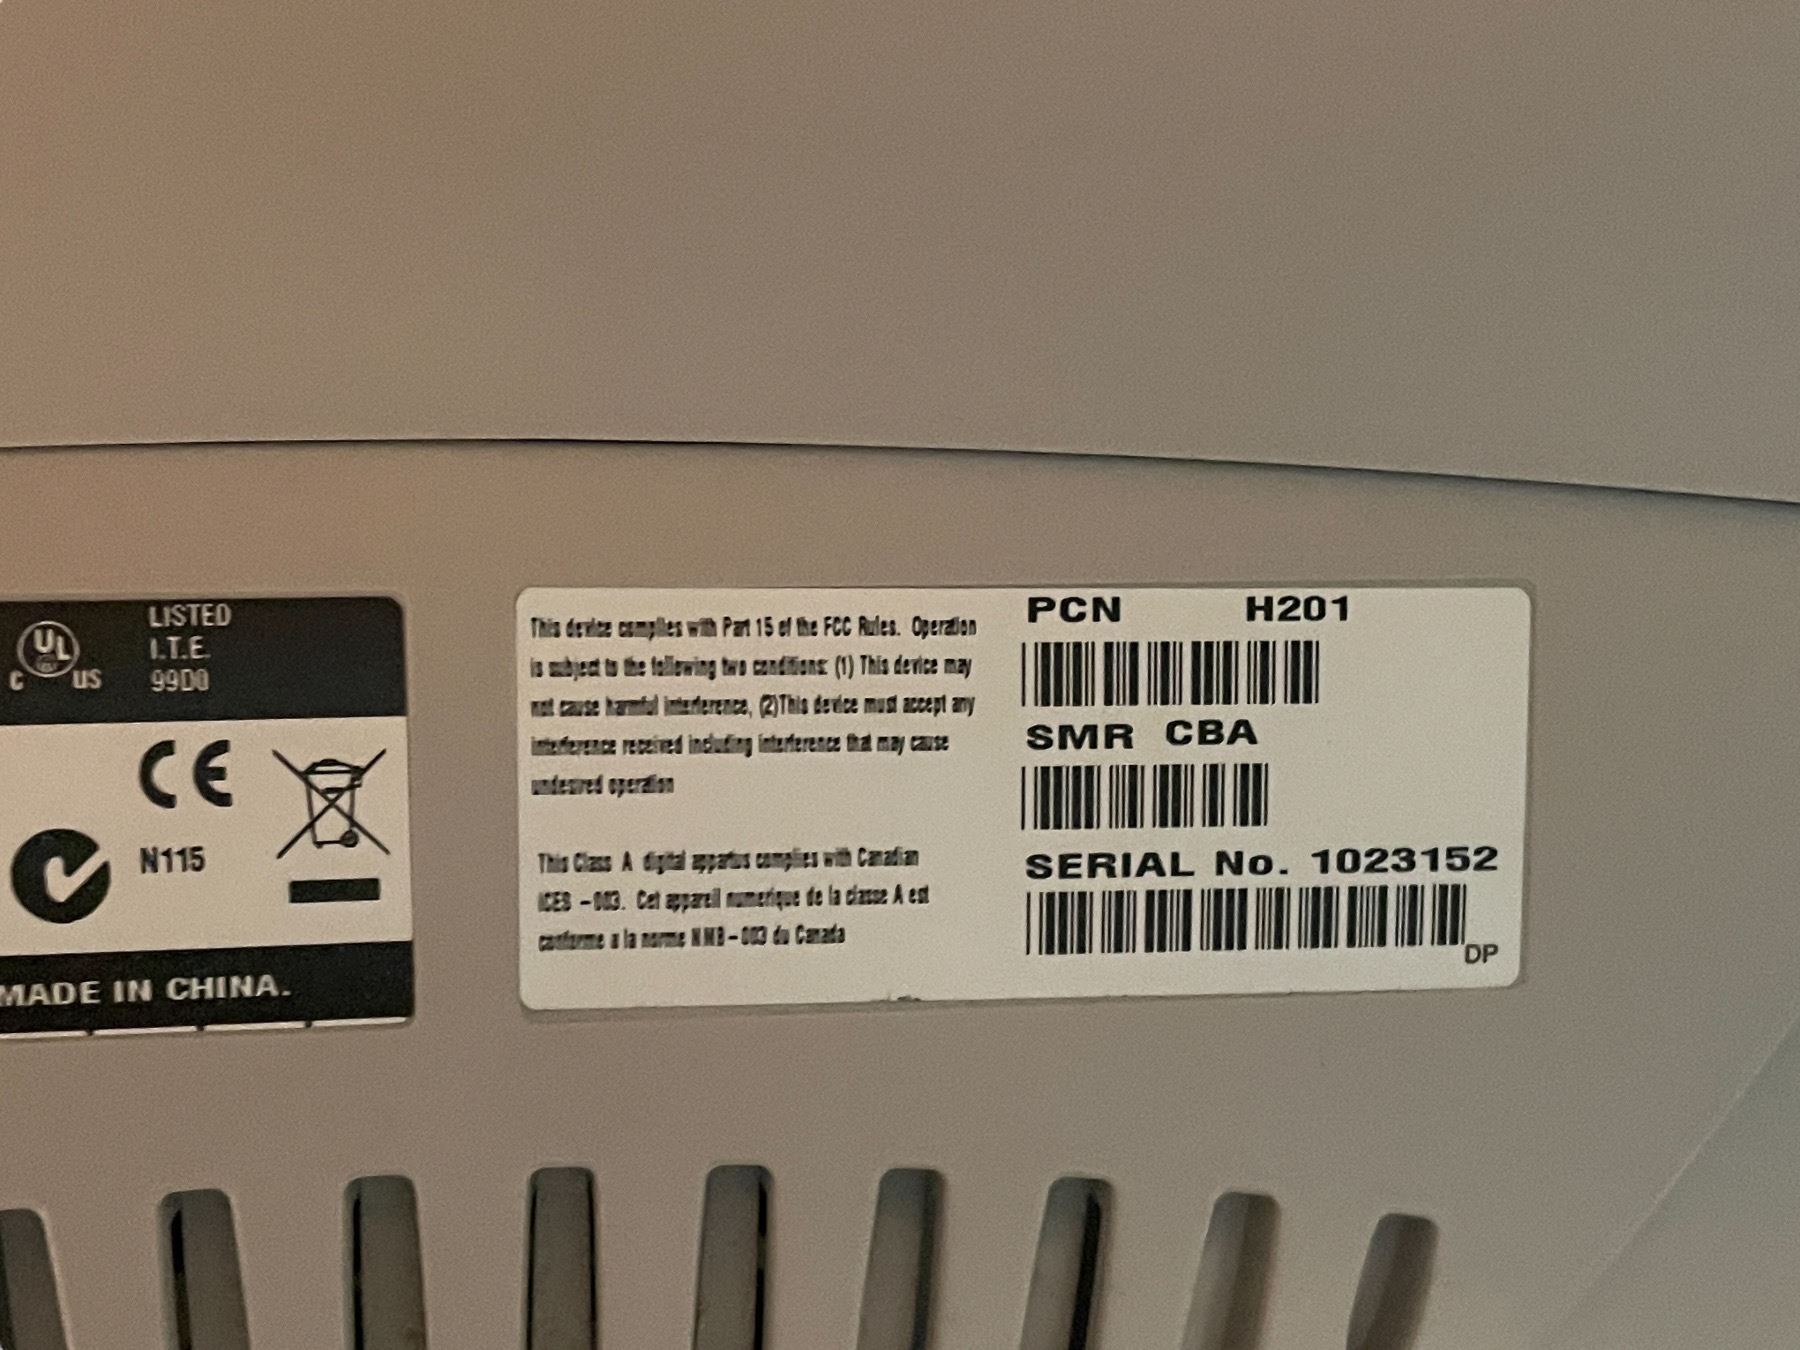 UL
C US
LISTED
I.T.E.
99D0
CE
N115
MADE IN CHINA.
This device complies with Part 15 of the FCC Rules. Operation
is subject to the following two conditions: (1) This device may
not cause harmful interference, (2)This device must accept any
interference received including interference that may cause
undesired operation
This Class A digital appartus complies with Canadian
ICES -003. Cet appareil numerique de la classe A est
conforme a la norme NMB-003 du Canada
PCN H201
SMR CBA
SERIAL No. 1023152
DP